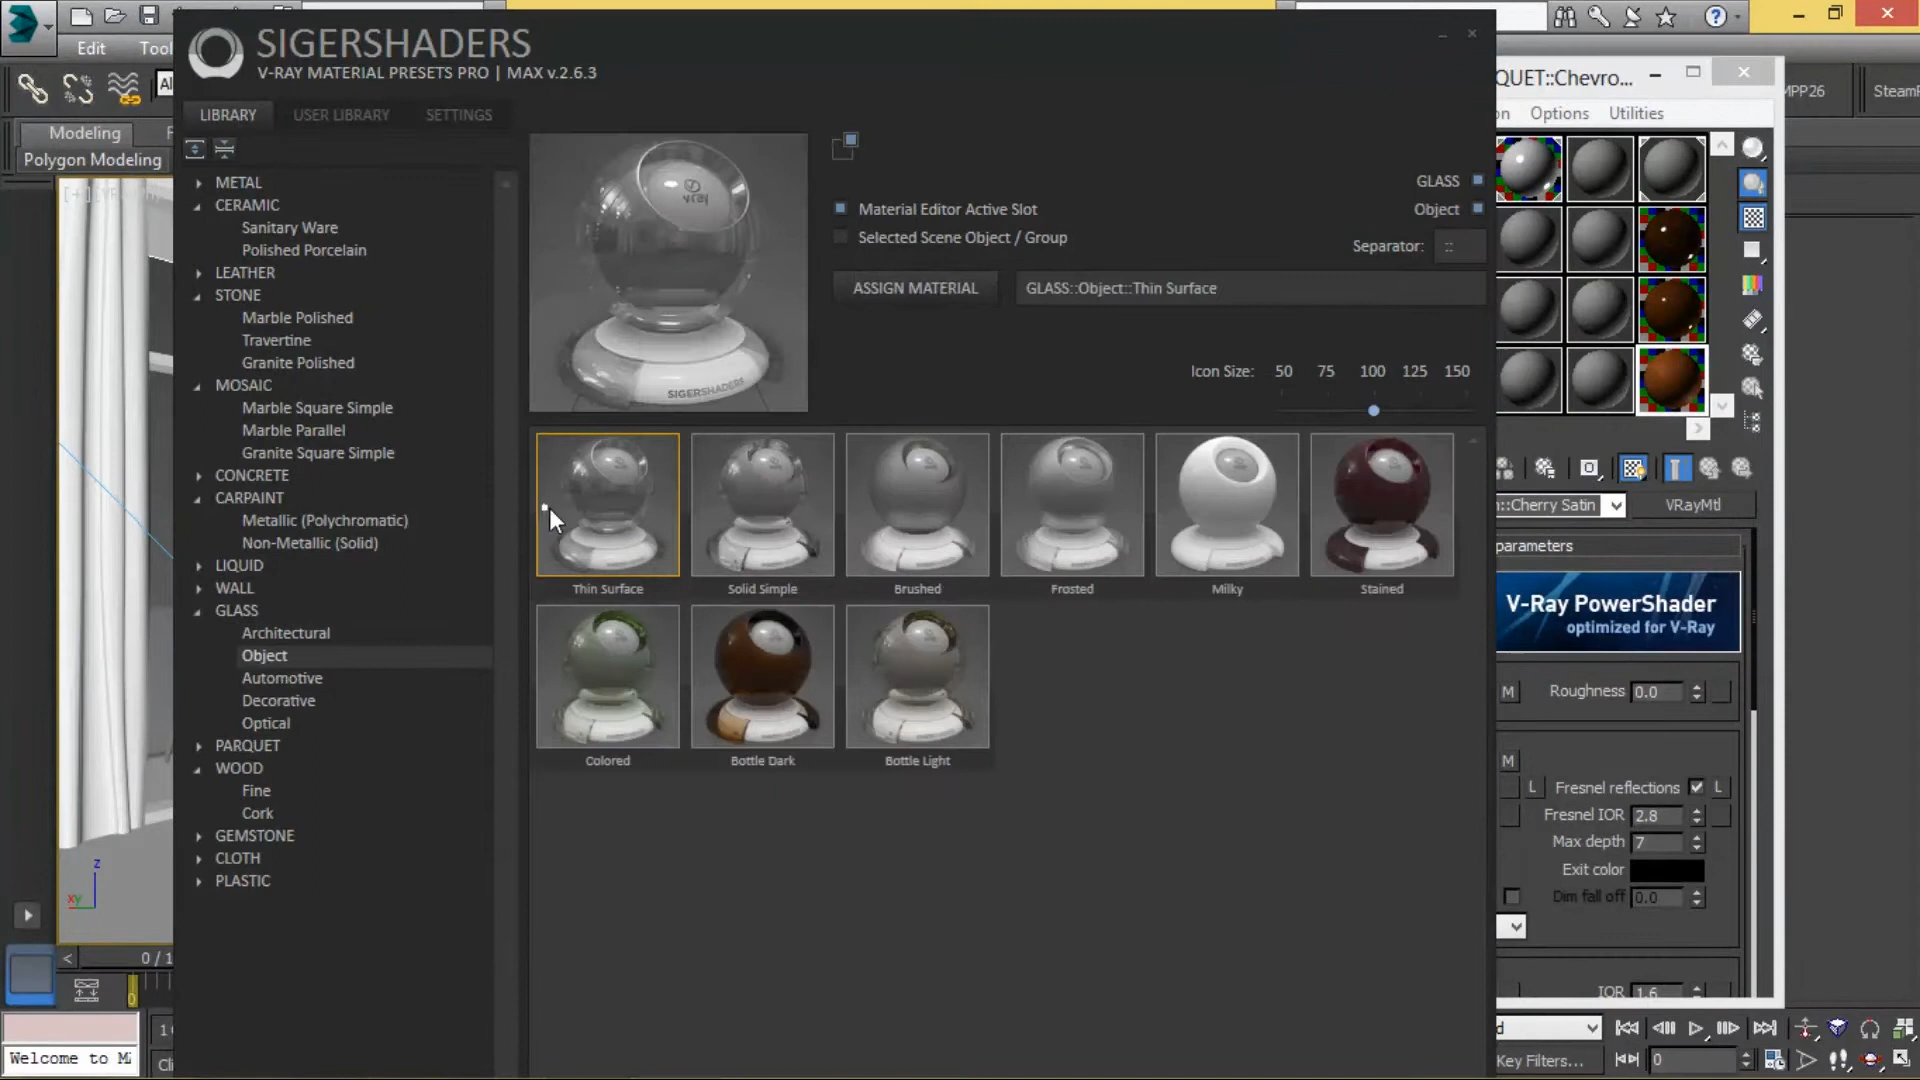 Edit
Tool
SIGERSHADERS
V-RAY MATERIAL PRESETS PRO | MAX v.2.6.3
QUET::Chevro...
MPP26
Steam
LIBRARY
USER LIBRARY
SETTINGS
Options
Utilities
Modeling
Polygon Modeling
METAL
CERAMIC
Sanitary Ware
Polished Porcelain
LEATHER
STONE
Marble Polished
Travertine
Granite Polished
MOSAIC
Marble Square Simple
Marble Parallel
Granite Square Simple
CONCRETE
CARPAINT
Metallic (Polychromatic)
Non-Metallic (Solid)
LIQUID
WALL
GLASS
Architectural
Object
Automotive
Decorative
Optical
PARQUET
WOOD
Fine
Cork
GEMSTONE
CLOTH
PLASTIC
vray
SIGERSHADERS
GLASS
Material Editor Active Slot
Object
Selected Scene Object / Group
Separator: ::
ASSIGN MATERIAL
GLASS::Object::Thin Surface
Icon Size: 50 75 100 125 150
Thin Surface
Solid Simple
Brushed
Frosted
Milky
Stained
Colored
Bottle Dark
Bottle Light
::Cherry Satin
VRayMtl
parameters
V-Ray PowerShader
optimized for V-Ray
M
Roughness 0.0
M
L Fresnel reflections L
Fresnel IOR 2.8
Max depth 7
Exit color
Dim fall off 0.0
IOR 1.6
z
xy
< 0 / 1
0
Welcome to M
1
Cli
d
Key Filters...
0